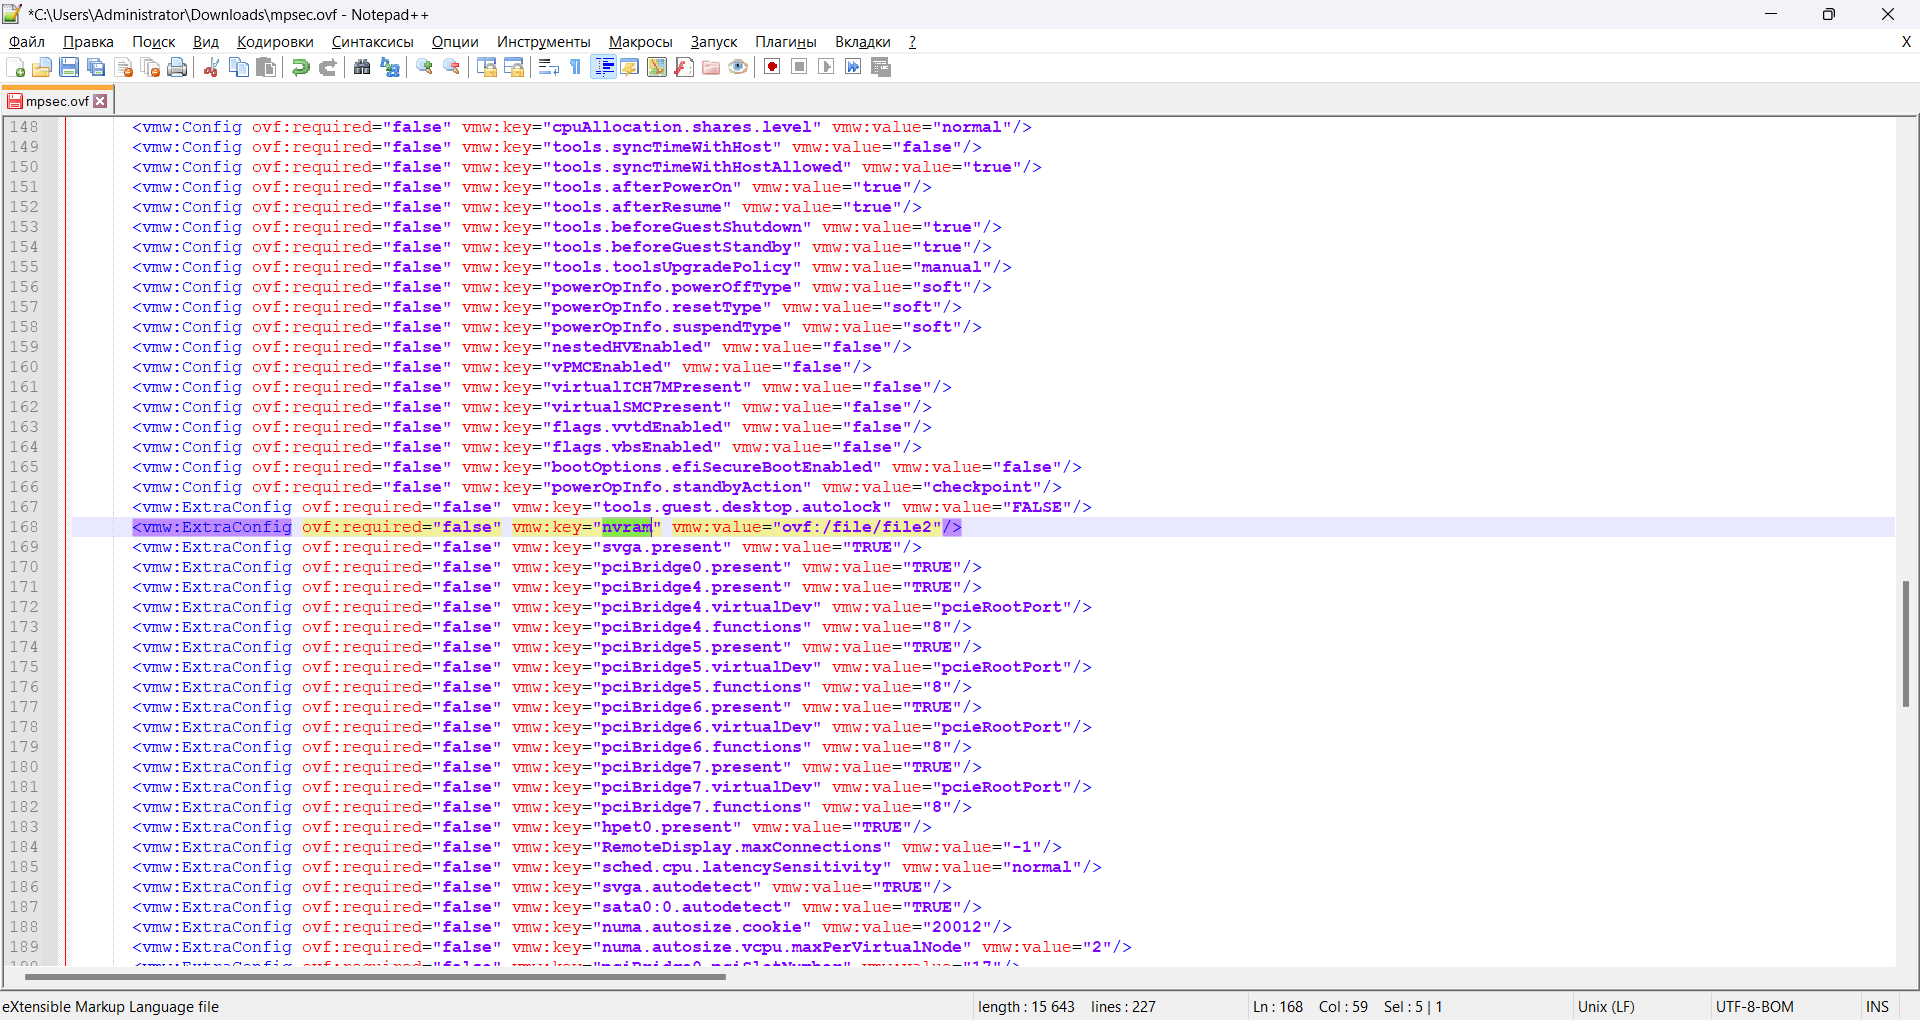 *C:\Users\Administrator\Downloads\mpsec.ovf - Notepad++
Файл Правка Поиск Вид Кодировки Синтаксисы Опции Инструменты Макросы Запуск Плагины Вкладки ? X
mpsec.ovf
148 <vmw:Config ovf:required="false" vmw:key="cpuAllocation.shares.level" vmw:value="normal"/>
149 <vmw:Config ovf:required="false" vmw:key="tools.syncTimeWithHost" vmw:value="false"/>
150 <vmw:Config ovf:required="false" vmw:key="tools.syncTimeWithHostAllowed" vmw:value="true"/>
151 <vmw:Config ovf:required="false" vmw:key="tools.afterPowerOn" vmw:value="true"/>
152 <vmw:Config ovf:required="false" vmw:key="tools.afterResume" vmw:value="true"/>
153 <vmw:Config ovf:required="false" vmw:key="tools.beforeGuestShutdown" vmw:value="true"/>
154 <vmw:Config ovf:required="false" vmw:key="tools.beforeGuestStandby" vmw:value="true"/>
155 <vmw:Config ovf:required="false" vmw:key="tools.toolsUpgradePolicy" vmw:value="manual"/>
156 <vmw:Config ovf:required="false" vmw:key="powerOpInfo.powerOffType" vmw:value="soft"/>
157 <vmw:Config ovf:required="false" vmw:key="powerOpInfo.resetType" vmw:value="soft"/>
158 <vmw:Config ovf:required="false" vmw:key="powerOpInfo.suspendType" vmw:value="soft"/>
159 <vmw:Config ovf:required="false" vmw:key="nestedHVEnabled" vmw:value="false"/>
160 <vmw:Config ovf:required="false" vmw:key="vPMCEnabled" vmw:value="false"/>
161 <vmw:Config ovf:required="false" vmw:key="virtualICH7MPresent" vmw:value="false"/>
162 <vmw:Config ovf:required="false" vmw:key="virtualSMCPresent" vmw:value="false"/>
163 <vmw:Config ovf:required="false" vmw:key="flags.vvtdEnabled" vmw:value="false"/>
164 <vmw:Config ovf:required="false" vmw:key="flags.vbsEnabled" vmw:value="false"/>
165 <vmw:Config ovf:required="false" vmw:key="bootOptions.efiSecureBootEnabled" vmw:value="false"/>
166 <vmw:Config ovf:required="false" vmw:key="powerOpInfo.standbyAction" vmw:value="checkpoint"/>
167 <vmw:ExtraConfig ovf:required="false" vmw:key="tools.guest.desktop.autolock" vmw:value="FALSE"/>
168 <vmw:ExtraConfig ovf:required="false" vmw:key="nvram" vmw:value="ovf:/file/file2"/>
169 <vmw:ExtraConfig ovf:required="false" vmw:key="svga.present" vmw:value="TRUE"/>
170 <vmw:ExtraConfig ovf:required="false" vmw:key="pciBridge0.present" vmw:value="TRUE"/>
171 <vmw:ExtraConfig ovf:required="false" vmw:key="pciBridge4.present" vmw:value="TRUE"/>
172 <vmw:ExtraConfig ovf:required="false" vmw:key="pciBridge4.virtualDev" vmw:value="pcieRootPort"/>
173 <vmw:ExtraConfig ovf:required="false" vmw:key="pciBridge4.functions" vmw:value="8"/>
174 <vmw:ExtraConfig ovf:required="false" vmw:key="pciBridge5.present" vmw:value="TRUE"/>
175 <vmw:ExtraConfig ovf:required="false" vmw:key="pciBridge5.virtualDev" vmw:value="pcieRootPort"/>
176 <vmw:ExtraConfig ovf:required="false" vmw:key="pciBridge5.functions" vmw:value="8"/>
177 <vmw:ExtraConfig ovf:required="false" vmw:key="pciBridge6.present" vmw:value="TRUE"/>
178 <vmw:ExtraConfig ovf:required="false" vmw:key="pciBridge6.virtualDev" vmw:value="pcieRootPort"/>
179 <vmw:ExtraConfig ovf:required="false" vmw:key="pciBridge6.functions" vmw:value="8"/>
180 <vmw:ExtraConfig ovf:required="false" vmw:key="pciBridge7.present" vmw:value="TRUE"/>
181 <vmw:ExtraConfig ovf:required="false" vmw:key="pciBridge7.virtualDev" vmw:value="pcieRootPort"/>
182 <vmw:ExtraConfig ovf:required="false" vmw:key="pciBridge7.functions" vmw:value="8"/>
183 <vmw:ExtraConfig ovf:required="false" vmw:key="hpet0.present" vmw:value="TRUE"/>
184 <vmw:ExtraConfig ovf:required="false" vmw:key="RemoteDisplay.maxConnections" vmw:value="-1"/>
185 <vmw:ExtraConfig ovf:required="false" vmw:key="sched.cpu.latencySensitivity" vmw:value="normal"/>
186 <vmw:ExtraConfig ovf:required="false" vmw:key="svga.autodetect" vmw:value="TRUE"/>
187 <vmw:ExtraConfig ovf:required="false" vmw:key="sata0:0.autodetect" vmw:value="TRUE"/>
188 <vmw:ExtraConfig ovf:required="false" vmw:key="numa.autosize.cookie" vmw:value="20012"/>
189 <vmw:ExtraConfig ovf:required="false" vmw:key="numa.autosize.vcpu.maxPerVirtualNode" vmw:value="2"/>
190 <vmw:ExtraConfig ovf:required="false" vmw:key="pciBridge0.pciSlotNumber" vmw:value="17"/>
eXtensible Markup Language file length : 15 643 lines : 227 Ln : 168 Col : 59 Sel : 5 | 1 Unix (LF) UTF-8-BOM INS